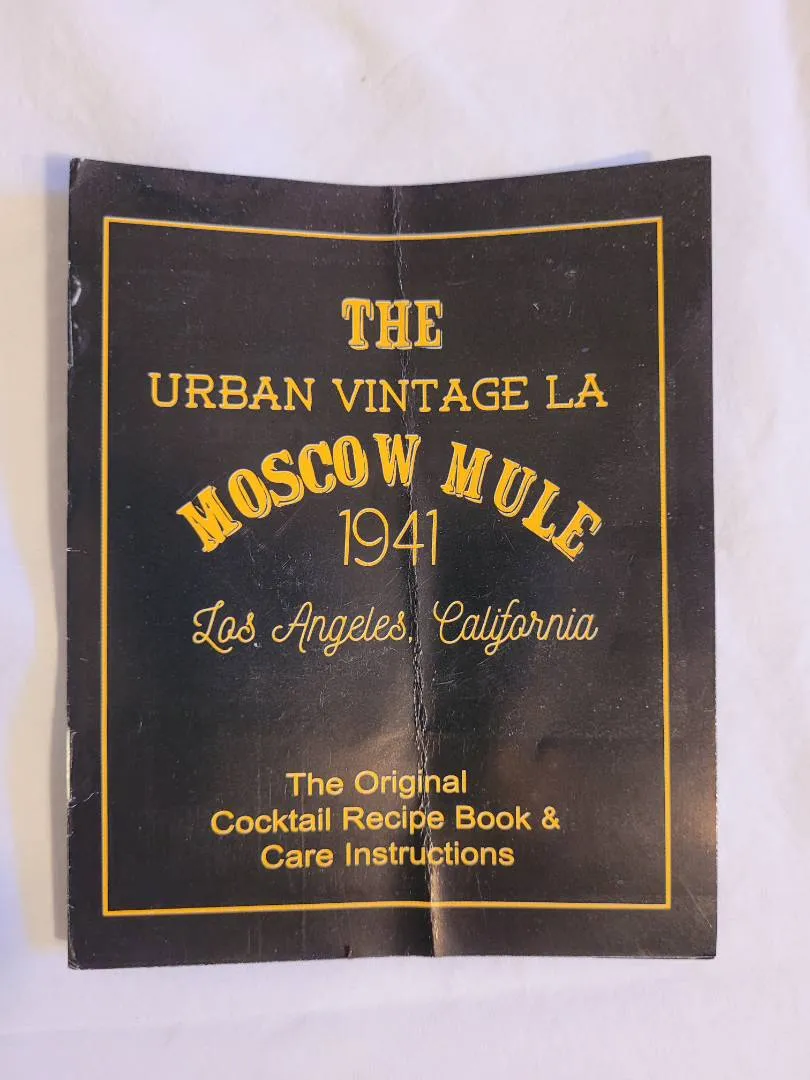 THE
URBAN VINTAGE LA
MOSCOW MULE
1941
Los Angeles, California
The Original
Cocktail Recipe Book &
Care Instructions